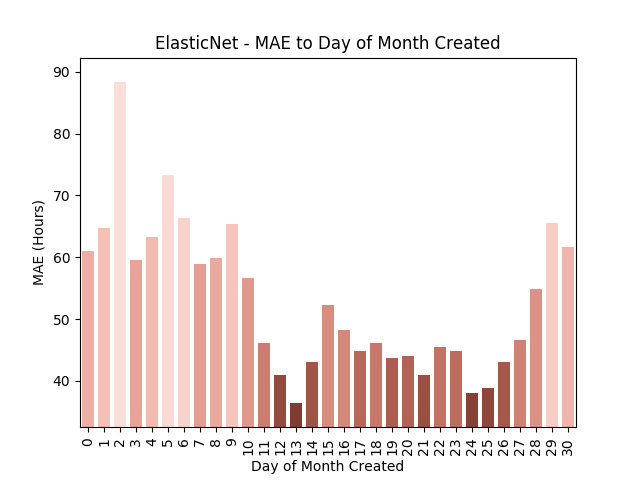 ElasticNet - MAE to Day of Month Created
MAE (Hours)
90
80
70
60
50
40
0 1 2 3 4 5 6 7 8 9 10 11 12 13 14 15 16 17 18 19 20 21 22 23 24 25 26 27 28 29 30
Day of Month Created